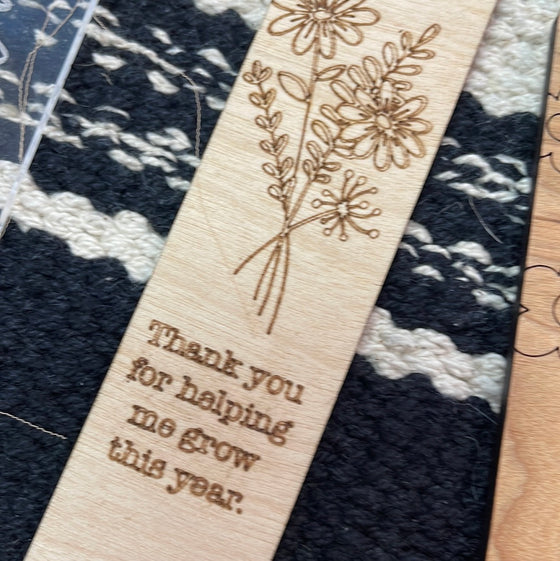 Thank you
for helping
me grow
this year.